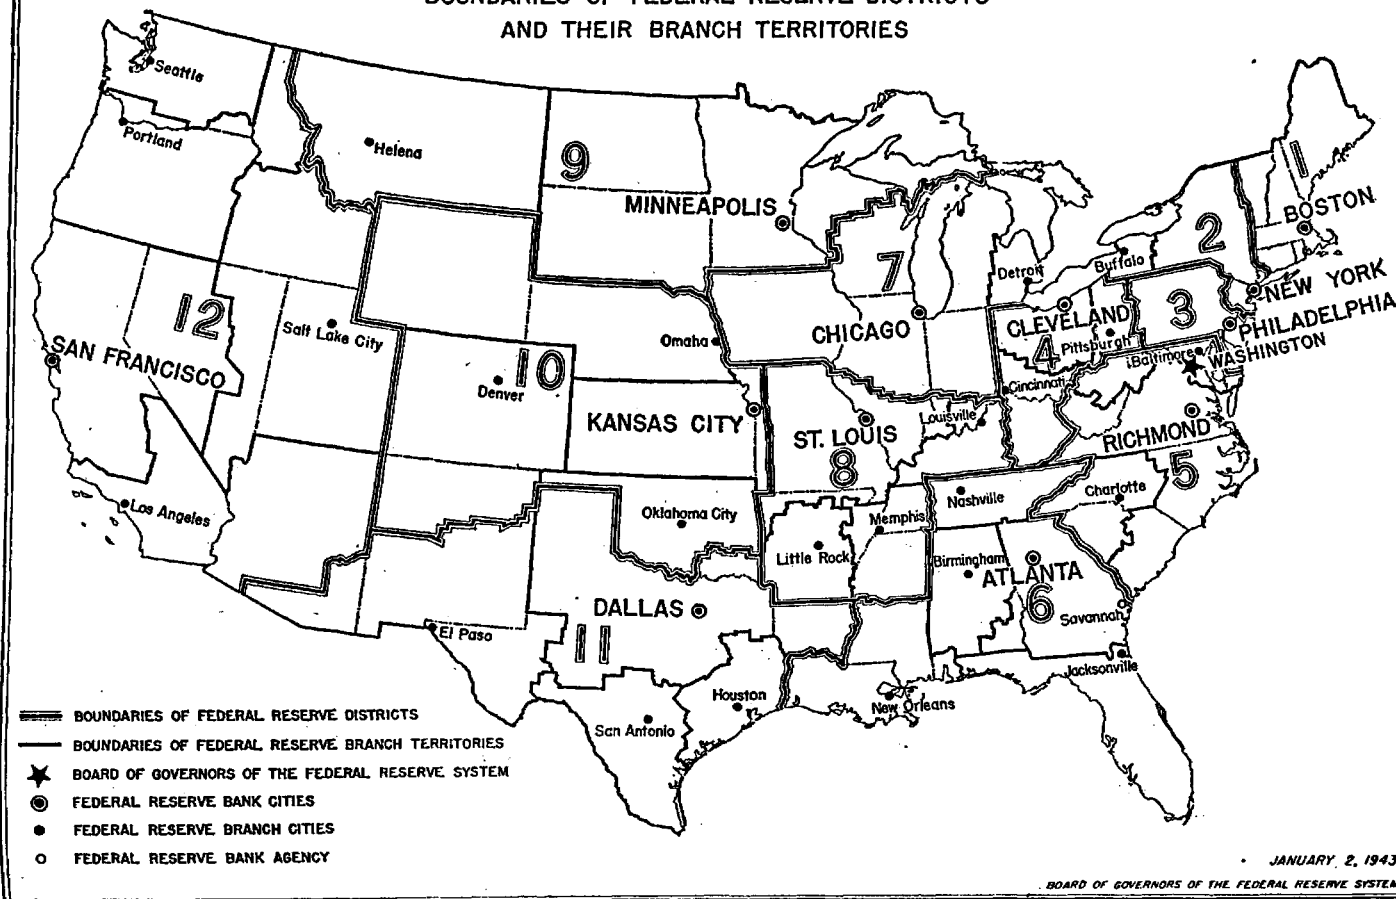 BOUNDARIES OF FEDERAL RESERVE DISTRICTS
AND THEIR BRANCH TERRITORIES
Seattle
Portland
Helena
9
MINNEAPOLIS
1
BOSTON
2
Buffalo
NEW YORK
7
Detroit
12
SAN FRANCISCO
Salt Lake City
10
Denver
Omaha
CHICAGO
CLEVELAND
4
Pittsburgh
3
PHILADELPHIA
Baltimore
WASHINGTON
Cincinnati
KANSAS CITY
ST. LOUIS
8
Louisville
RICHMOND
5
Los Angeles
Oklahoma City
Nashville
Charlotte
Memphis
Little Rock
Birmingham
ATLANTA
6
Savannah
DALLAS
11
El Paso
Jacksonville
Houston
San Antonio
New Orleans
BOUNDARIES OF FEDERAL RESERVE DISTRICTS
BOUNDARIES OF FEDERAL RESERVE BRANCH TERRITORIES
BOARD OF GOVERNORS OF THE FEDERAL RESERVE SYSTEM
FEDERAL RESERVE BANK CITIES
FEDERAL RESERVE BRANCH CITIES
FEDERAL RESERVE BANK AGENCY
JANUARY 2, 1943
BOARD OF GOVERNORS OF THE FEDERAL RESERVE SYSTEM